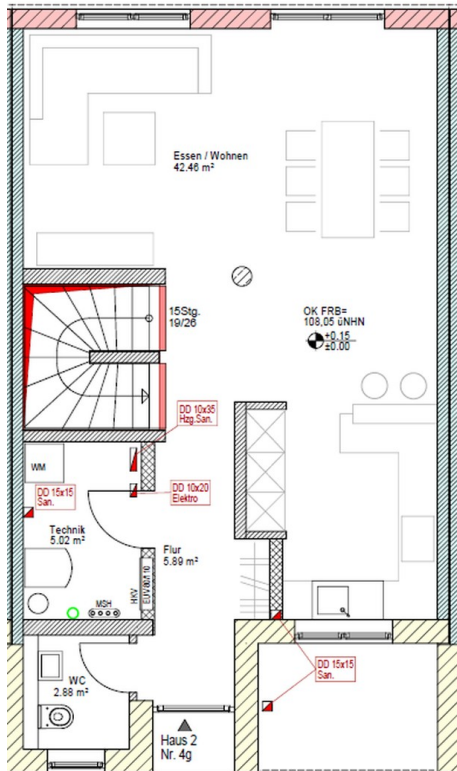 Essen / Wohnen
42.46 m²
15Stg.
19/26
OK FRB=
108,05 üNHN
+0.15
±0.00
DD 10x35
Hzg.San.
WM
DD 15x15
San.
DD 10x20
Elektro
Technik
5.02 m²
Flur
5.89 m²
HKV
MSH
WC
2.88 m²
DD 15x15
San.
Haus 2
Nr. 4g